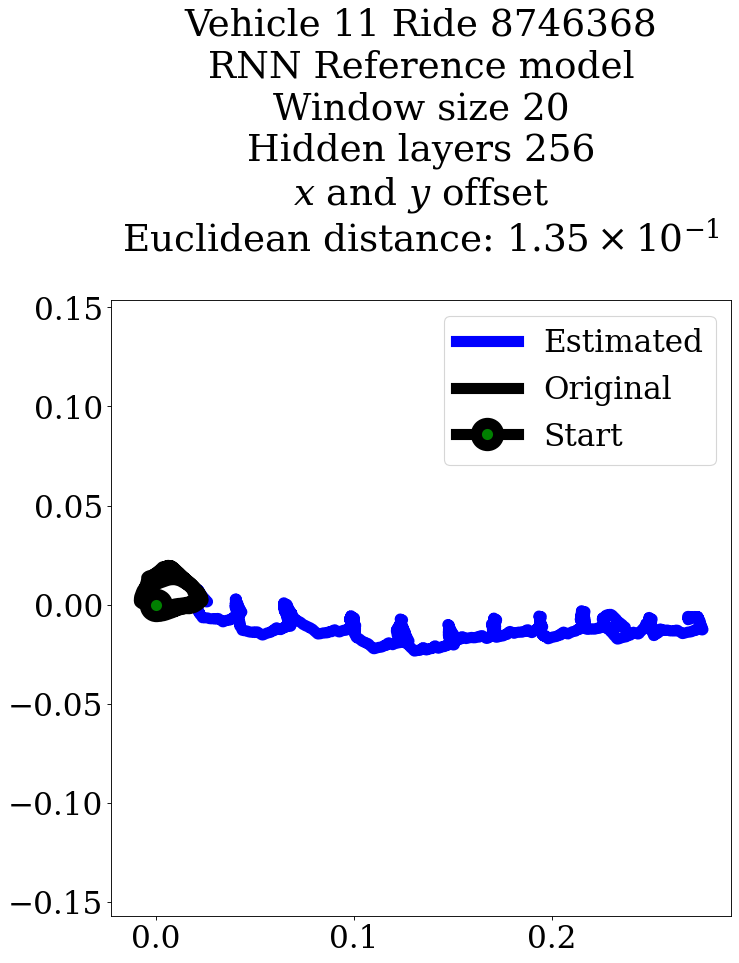 Vehicle 11 Ride 8746368
RNN Reference model
Window size 20
Hidden layers 256
x and y offset
Euclidean distance: 1.35 × 10⁻¹
Estimated
Original
Start
0.15
0.10
0.05
0.00
−0.05
−0.10
−0.15
0.0 0.1 0.2